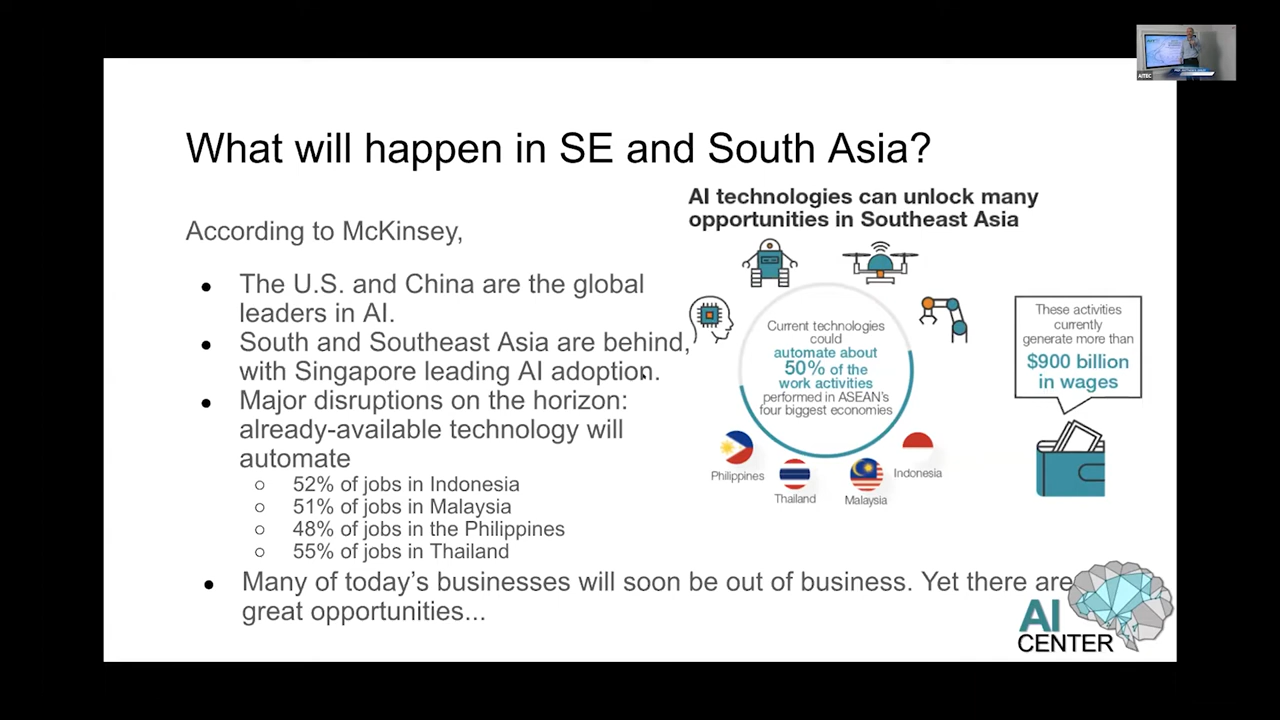 What will happen in SE and South Asia?
According to McKinsey,
● The U.S. and China are the global
leaders in AI.
● South and Southeast Asia are behind,
with Singapore leading AI adoption.
● Major disruptions on the horizon:
already-available technology will
automate
○ 52% of jobs in Indonesia
○ 51% of jobs in Malaysia
○ 48% of jobs in the Philippines
○ 55% of jobs in Thailand
● Many of today's businesses will soon be out of business. Yet there are
great opportunities...
AI technologies can unlock many
opportunities in Southeast Asia
Current technologies
could
automate about
50% of the
work activities
performed in ASEAN's
four biggest economies
Philippines
Thailand
Malaysia
Indonesia
These activities
currently
generate more than
$900 billion
in wages
AI
CENTER
AITEC